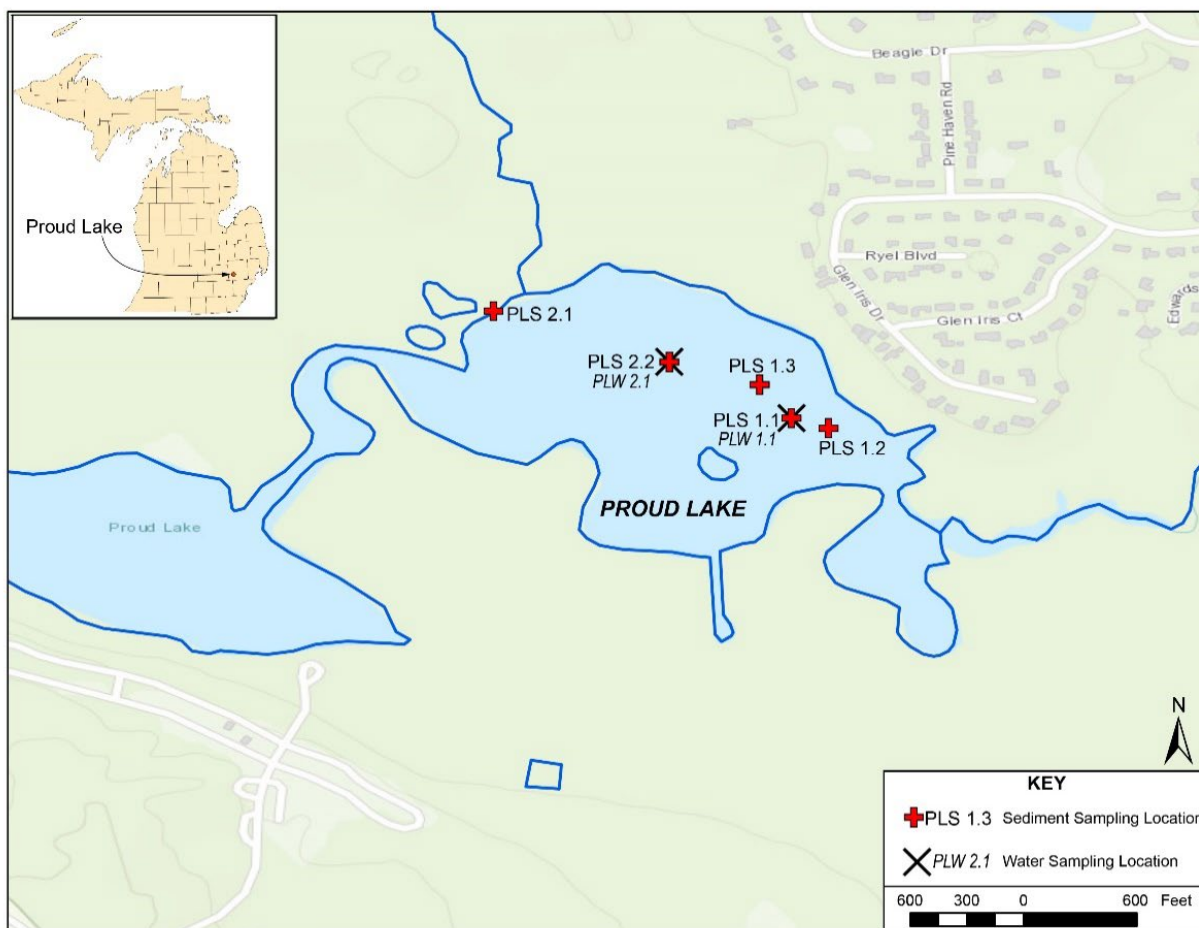 Proud Lake
Beagle Dr
Pine Haven Rd
Ryel Blvd
Glen Iris Dr
Glen Iris Ct
Edwards
PLS 2.1
PLS 2.2
PLW 2.1
PLS 1.3
PLS 1.1
PLW 1.1
PLS 1.2
PROUD LAKE
Proud Lake
N
KEY
PLS 1.3 Sediment Sampling Location
PLW 2.1 Water Sampling Location
600 300 0 600 Feet